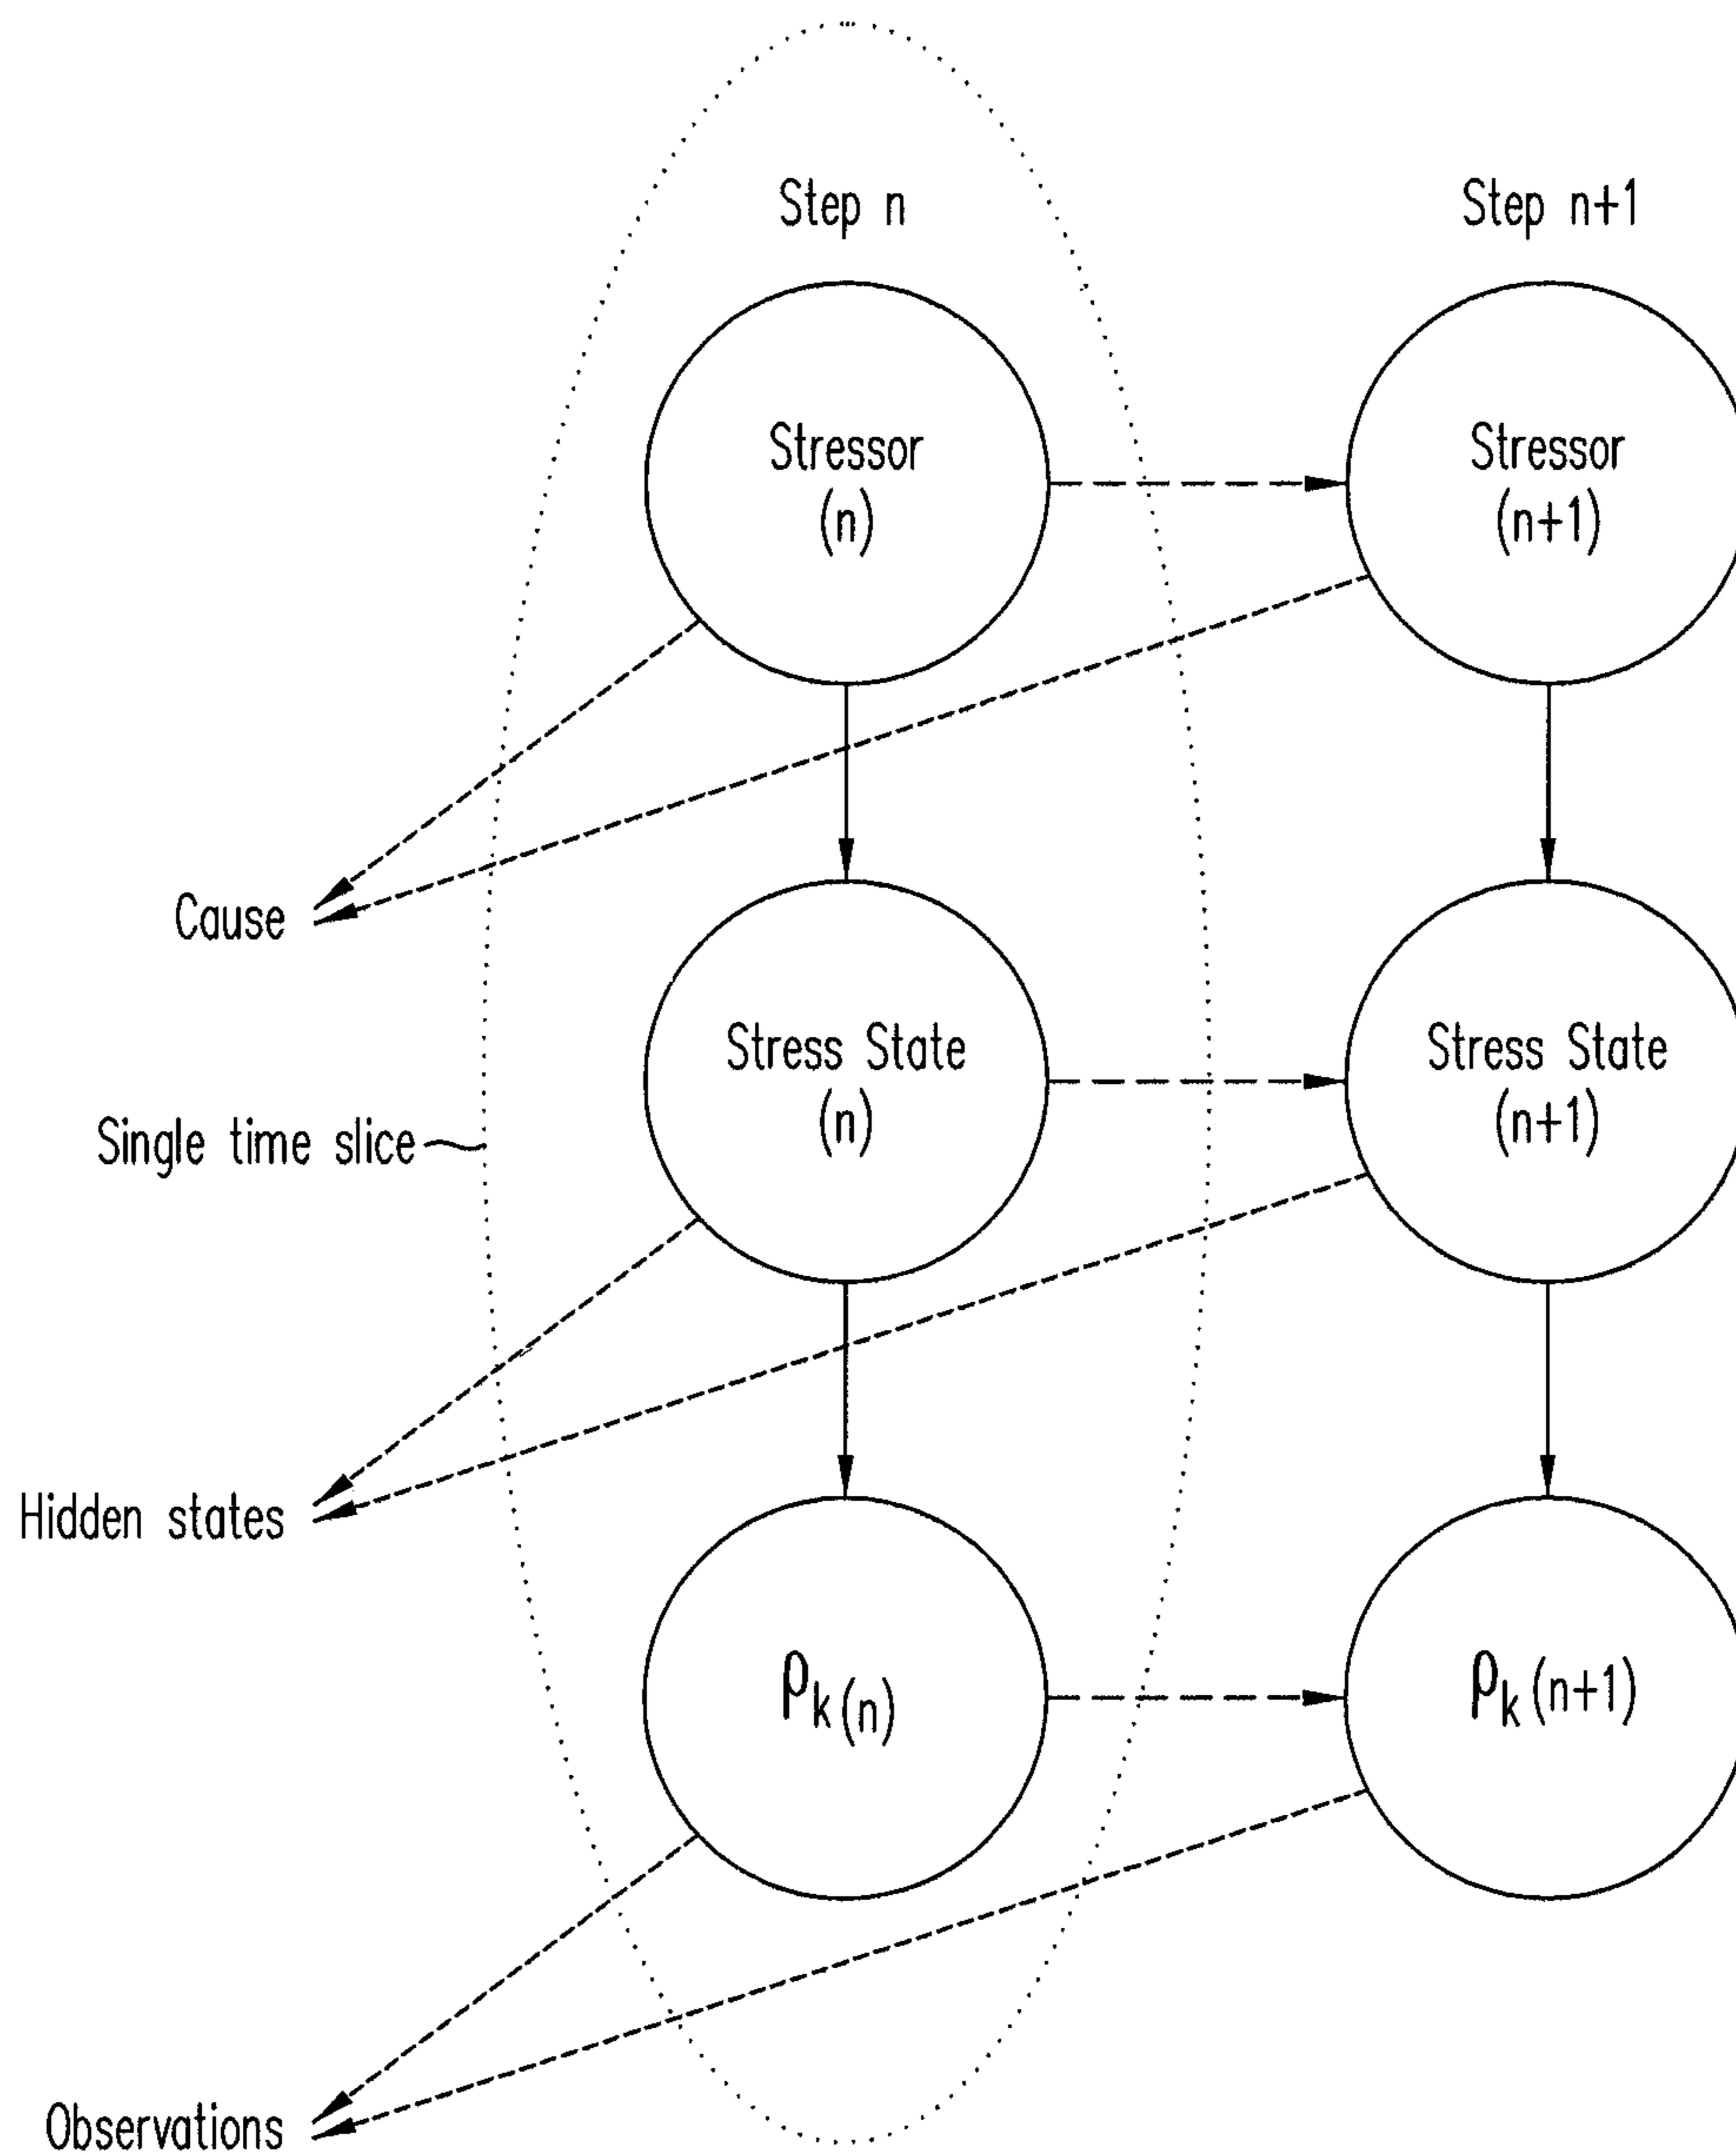 Step n
Step n+1
Stressor
(n)
Stressor
(n+1)
Cause
Stress State
(n)
Stress State
(n+1)
Single time slice
Hidden states
ρk(n)
ρk(n+1)
Observations